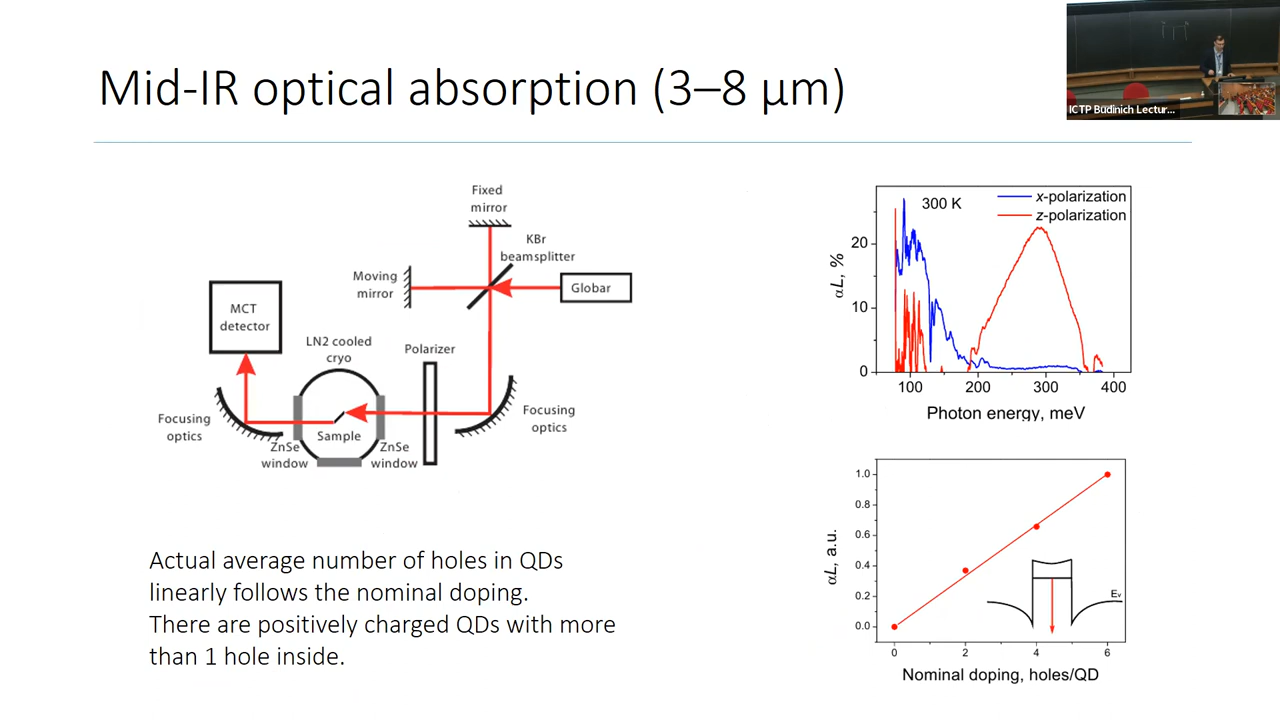 Mid-IR optical absorption (3–8 µm)
ICTP Budinich Lectur...
Fixed
mirror
KBr
beamsplitter
Moving
mirror
Globar
MCT
detector
LN2 cooled
cryo
Polarizer
Focusing
optics
Sample
Focusing
optics
ZnSe
window
ZnSe
window
Actual average number of holes in QDs
linearly follows the nominal doping.
There are positively charged QDs with more
than 1 hole inside.
300 K
x-polarization
z-polarization
αL, %
20
10
0
100
200
300
400
Photon energy, meV
αL, a.u.
1.0
0.8
0.6
0.4
0.2
0.0
Ev
0
2
4
6
Nominal doping, holes/QD